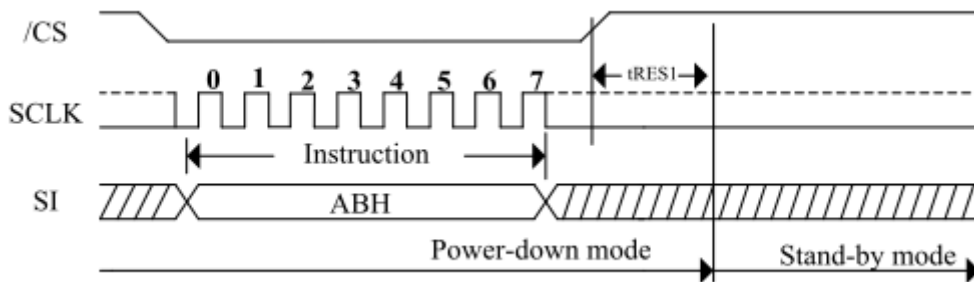 /CS
tRES1
0 1 2 3 4 5 6 7
SCLK
Instruction
SI
ABH
Power-down mode
Stand-by mode